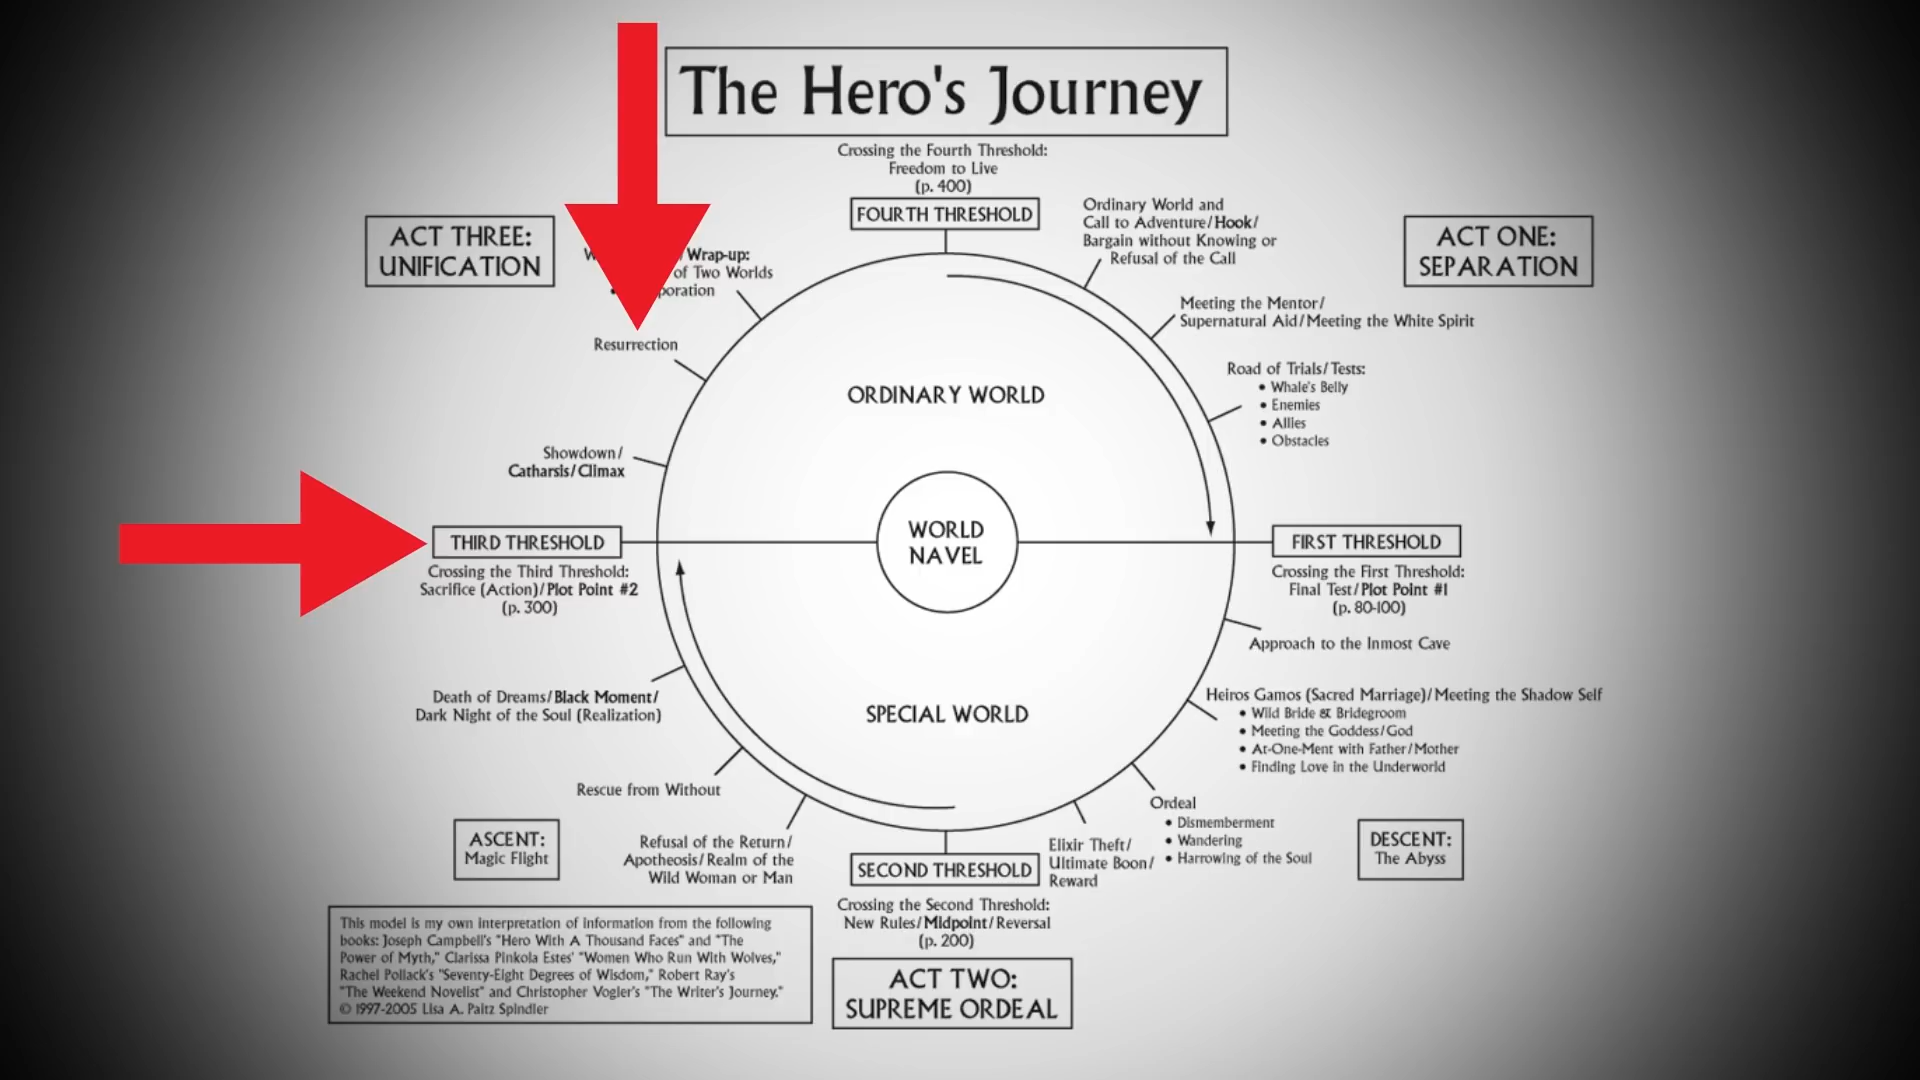 The Hero's Journey
Crossing the Fourth Threshold:
Freedom to Live
(p. 400)
FOURTH THRESHOLD
ACT THREE:
UNIFICATION
/Wrap-up:
of Two Worlds
Resurrection
Showdown/
Catharsis/Climax
THIRD THRESHOLD
Crossing the Third Threshold:
Sacrifice (Action)/Plot Point #2
(p. 300)
Death of Dreams/Black Moment/
Dark Night of the Soul (Realization)
Rescue from Without
ASCENT:
Magic Flight
Refusal of the Return/
Apotheosis/Realm of the
Wild Woman or Man
ORDINARY WORLD
WORLD
NAVEL
SPECIAL WORLD
Ordinary World and
Call to Adventure/Hook/
Bargain without Knowing or
Refusal of the Call
ACT ONE:
SEPARATION
Meeting the Mentor/
Supernatural Aid/Meeting the White Spirit
Road of Trials/Tests:
• Whale's Belly
• Enemies
• Allies
• Obstacles
FIRST THRESHOLD
Crossing the First Threshold:
Final Test/Plot Point #1
(p. 80-100)
Approach to the Inmost Cave
Heiros Gamos (Sacred Marriage)/Meeting the Shadow Self
• Wild Bride & Bridegroom
• Meeting the Goddess/God
• At-One-Ment with Father/Mother
• Finding Love in the Underworld
Ordeal
• Dismemberment
• Wandering
• Harrowing of the Soul
DESCENT:
The Abyss
Elixir Theft/
Ultimate Boon/
Reward
SECOND THRESHOLD
Crossing the Second Threshold:
New Rules/Midpoint/Reversal
(p. 200)
ACT TWO:
SUPREME ORDEAL
This model is my own interpretation of information from the following
books: Joseph Campbell's "Hero With A Thousand Faces" and "The
Power of Myth," Clarissa Pinkola Estes' "Women Who Run With Wolves,"
Rachel Pollack's "Seventy-Eight Degrees of Wisdom," Robert Ray's
"The Weekend Novelist" and Christopher Vogler's "The Writer's Journey."
© 1997-2005 Lisa A. Paitz Spindler